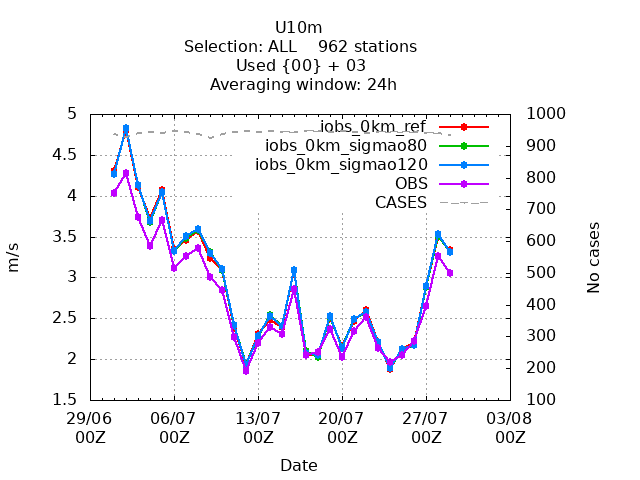 U10m
Selection: ALL    962 stations
Used {00} + 03
Averaging window: 24h
5
4.5
4
3.5
3
2.5
2
1.5
m/s
1000
900
800
700
600
500
400
300
200
100
No cases
iobs_0km_ref
iobs_0km_sigmao80
iobs_0km_sigmao120
OBS
CASES
29/06 06/07 13/07 20/07 27/07 03/08
00Z 00Z 00Z 00Z 00Z 00Z
Date